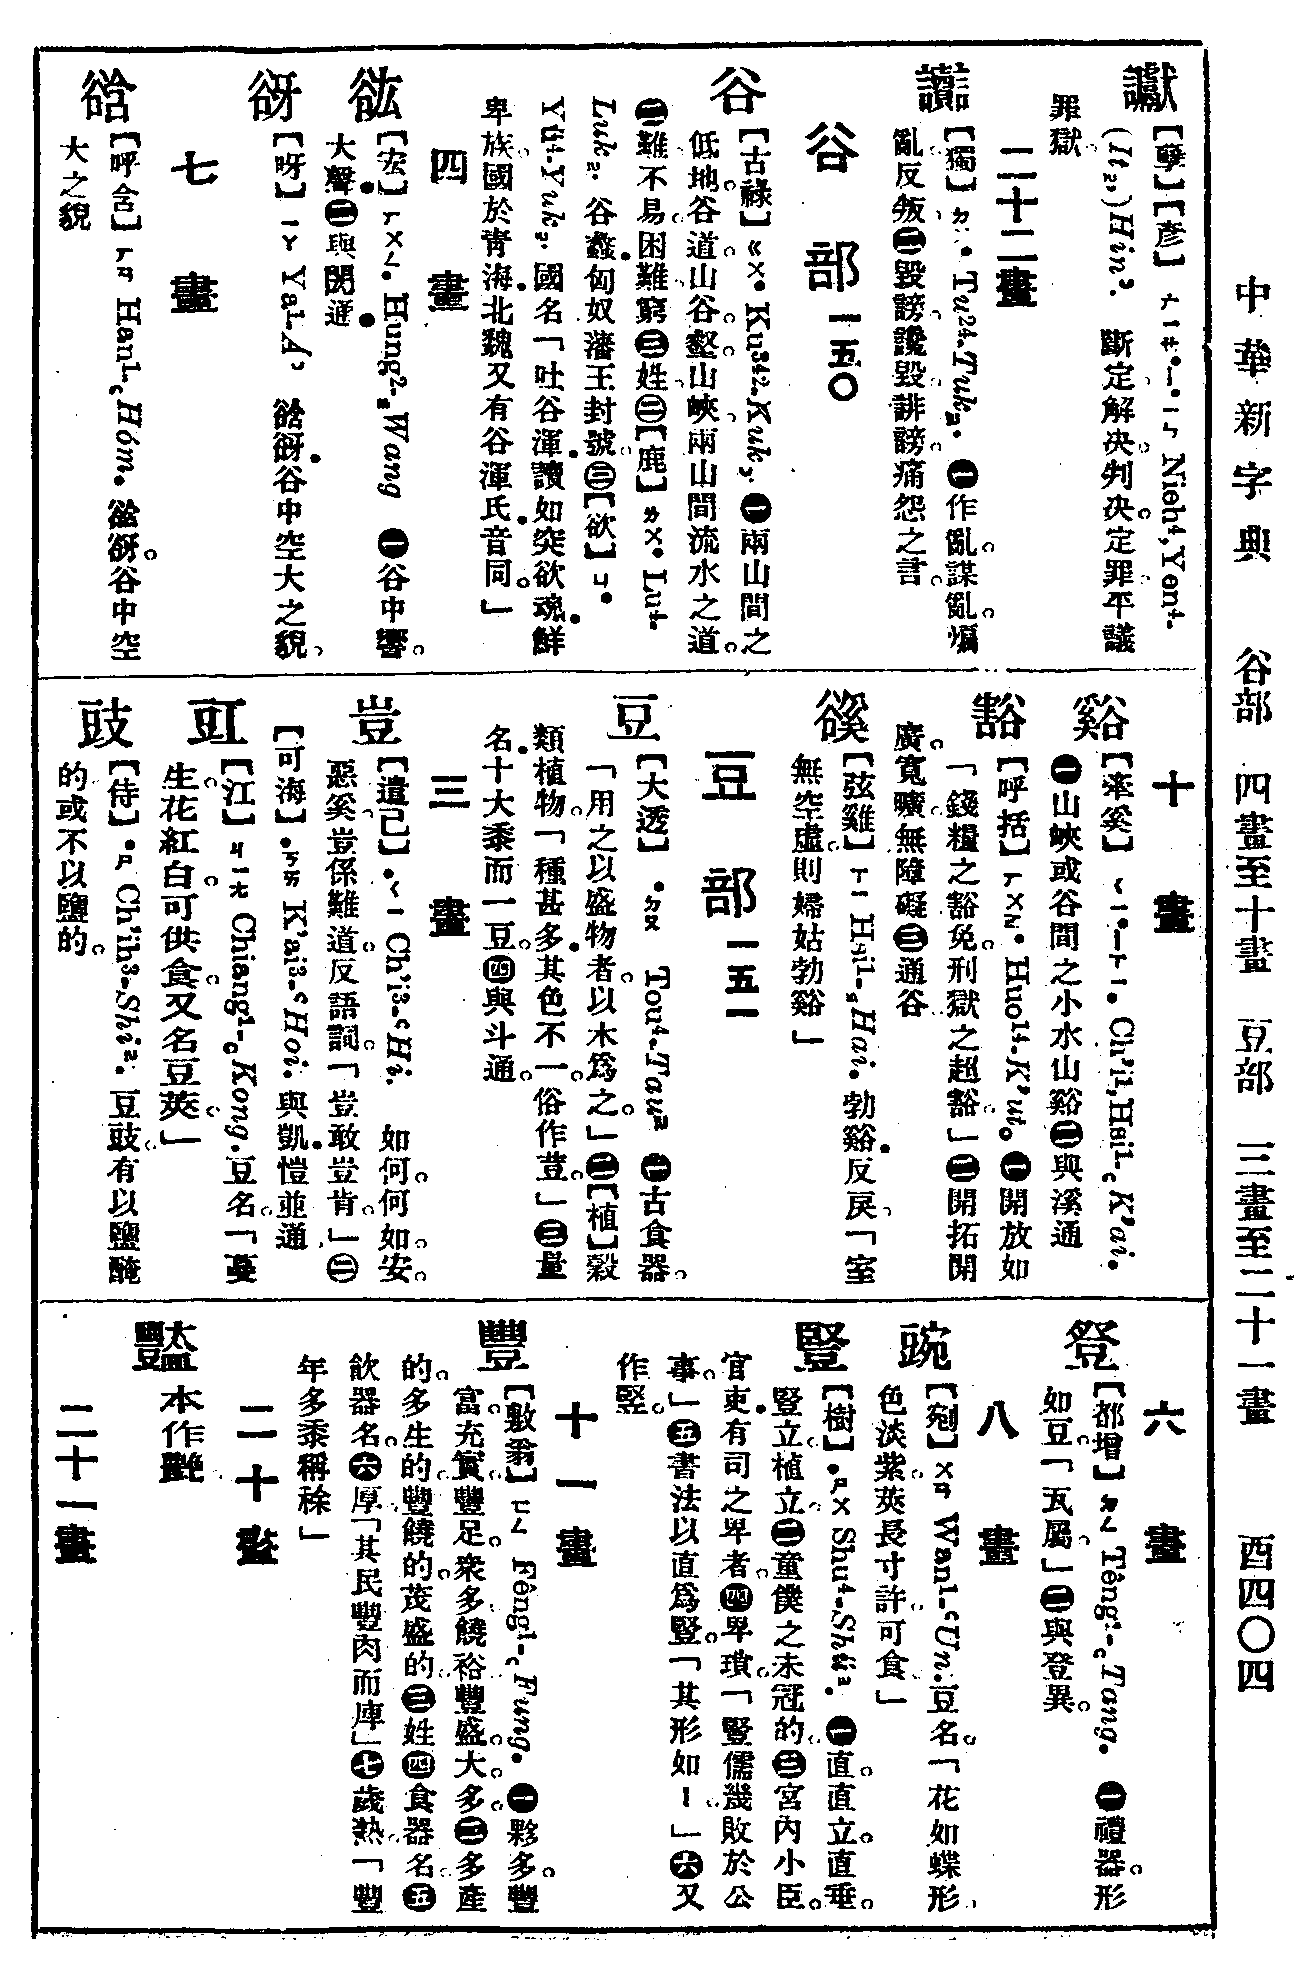 中華新字典　谷部　四畫至十畫　豆部　三畫至二十一畫　酉四〇四
讞
【孽】【彥】ㄋㄧㄝ•ㄧ•ㄧㄢ Nieh⁴,Yen⁴-
(It₂,) Hin³. 斷定解决判决定罪平議
罪獄
二十二畫
讟
【獨】ㄉㄨ• Tu²⁴-Tuk₂. ㊀作亂謀亂煽
亂反叛㊁毀謗讒毀誹謗痛怨之言
谷部 一五〇
谷
【古祿】ㄍㄨ• Ku³⁴²-Kuk, ㊀兩山間之
低地谷道山谷壑山峽兩山間流水之道
㊁難不易困難窮㊂姓㊁【鹿】ㄌㄨ• Lu⁴-
Luk₂. 谷蠡匈奴藩王封號㊂【欲】ㄩ•
Yü⁴-Yuk₂. 國名「吐谷渾讀如突欲魂鮮
卑族國於青海北魏又有谷渾氏音同」
四畫
谹
【宏】ㄏㄨㄥ• Hung²-Wang ㊀谷中響
大聲㊁與閎通
谺
【呀】ㄧㄚ Ya¹-A, 谽谺谷中空大之貌
七畫
谽
【呼含】ㄏㄢ Han¹-Hóm. 谽谺谷中空
大之貌
十畫
谿
【牽奚】ㄑㄧ•ㄒㄧ• Ch'i¹,Hsi¹-K'ai.
㊀山峽或谷間之小水山谿㊁與溪通
豁
【呼括】ㄏㄨㄛ• Huo¹⁴-K'ut. ㊀開放如
「錢糧之豁免刑獄之超豁」㊁開拓開
廣寬曠無障礙㊂通谷
豀
【弦雞】ㄒㄧ Hsi¹-Hai. 勃豀反戾「室
無空虛則婦姑勃豀」
豆部 一五一
豆
【大透】•ㄉㄡ Tou⁴-Tau² ㊀古食器
「用之以盛物者以木爲之」㊁【植】穀
類植物「種甚多其色不一俗作荳」㊂量
名十大黍而一豆㊃與斗通
三畫
豈
【遣己】•ㄑㄧ Ch'i³-Hi. 如何何如安
惡奚豈係難道反語詞「豈敢豈肯」㊁
【可海】•ㄎㄞ K'ai³-Hoi. 與凱愷並通
豇
【江】ㄐㄧㄤ Chiang¹-Kong. 豆名「蔓
生花紅白可供食又名豆莢」
豉
【侍】•ㄕ Ch'ih³-Shi². 豆豉有以鹽醃
的或不以鹽的
六畫
登
【都增】ㄉㄥ Têng¹-Tang. ㊀禮器形
如豆「瓦屬」㊁與登異
八畫
豌
【剜】ㄨㄢ Wan¹-Un. 豆名「花如蝶形
色淡紫莢長寸許可食」
豎
【樹】•ㄕㄨ Shu⁴-Shü². ㊀直直立直垂
豎立植立㊁童僕之未冠的㊂宮內小臣
官吏有司之卑者㊃卑瑣「豎儒幾敗於公
事」㊄書法以直爲豎「其形如丨」㊅又
作竪
十一畫
豐
【敷翁】ㄈㄥ Fêng¹-Fung. ㊀夥多豐
富充實豐足衆多饒裕豐盛大多㊁多產
的多生的豐饒的茂盛的㊂姓㊃食器名㊄
飲器名㊅厚「其民豐肉而庳」㊆歲熟「豐
年多黍稱稌」
二十畫
豔
本作豔
二十一畫